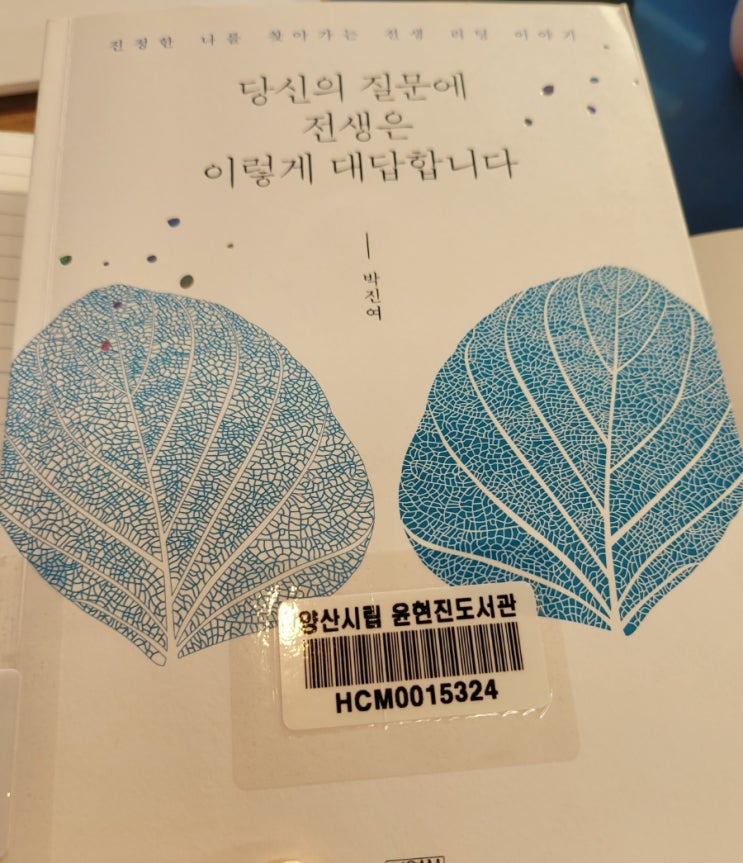 진정한 나를 찾아가는 전생 리딩 이야기
당신의 질문에
전생은
이렇게 대답합니다
박진여
양산시립 윤현진도서관
HCM0015324